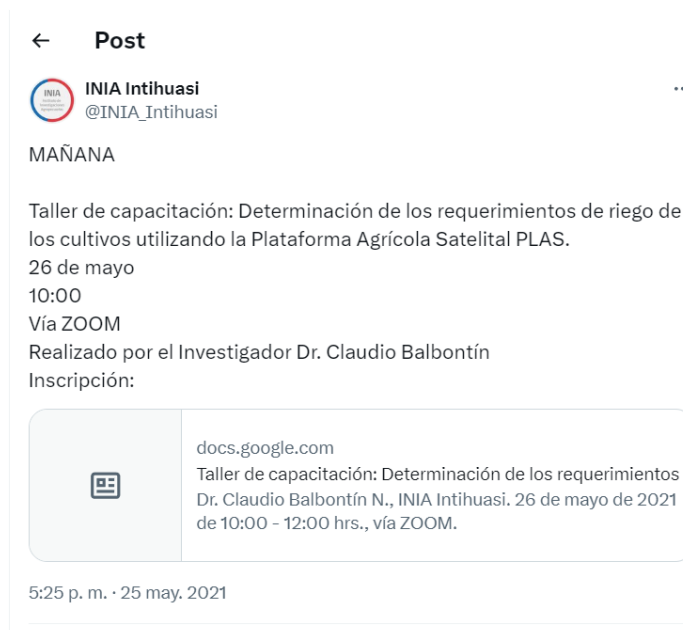 Post
INIA
INIA Intihuasi
@INIA_Intihuasi
MAÑANA
Taller de capacitación: Determinación de los requerimientos de riego de
los cultivos utilizando la Plataforma Agrícola Satelital PLAS.
26 de mayo
10:00
Vía ZOOM
Realizado por el Investigador Dr. Claudio Balbontín
Inscripción:
docs.google.com
Taller de capacitación: Determinación de los requerimientos
Dr. Claudio Balbontín N., INIA Intihuasi. 26 de mayo de 2021
de 10:00 - 12:00 hrs., vía ZOOM.
5:25 p. m. · 25 may. 2021